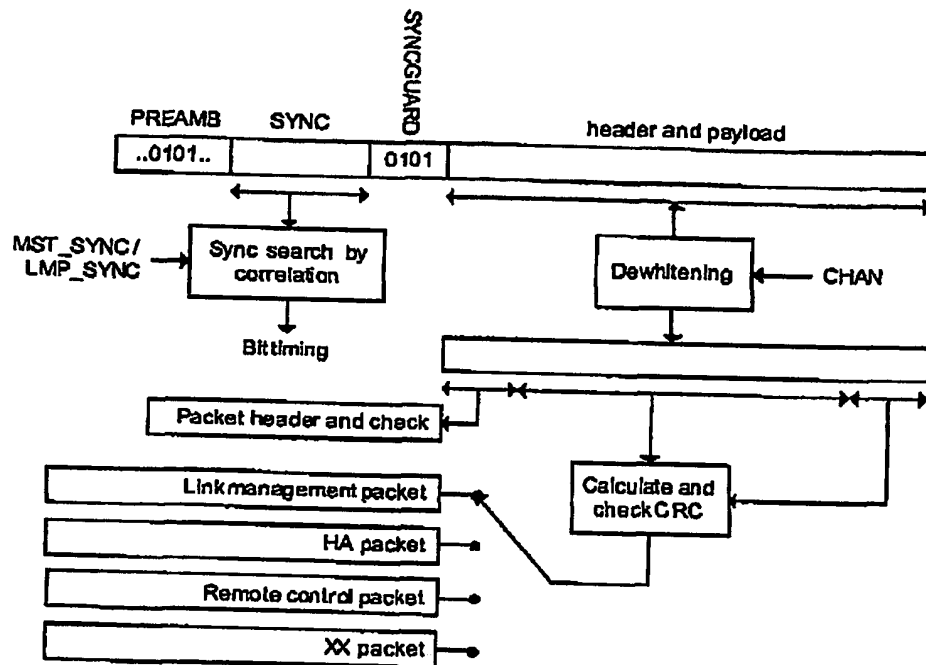 SYNCGUARD
PREAMB
SYNC
header and payload
..0101..
0101
MST_SYNC /
LMP_SYNC
Sync search by
correlation
Dewhitening
CHAN
Bittiming
Packet header and check
Link management packet
Calculate and
check CRC
HA packet
Remote control packet
XX packet